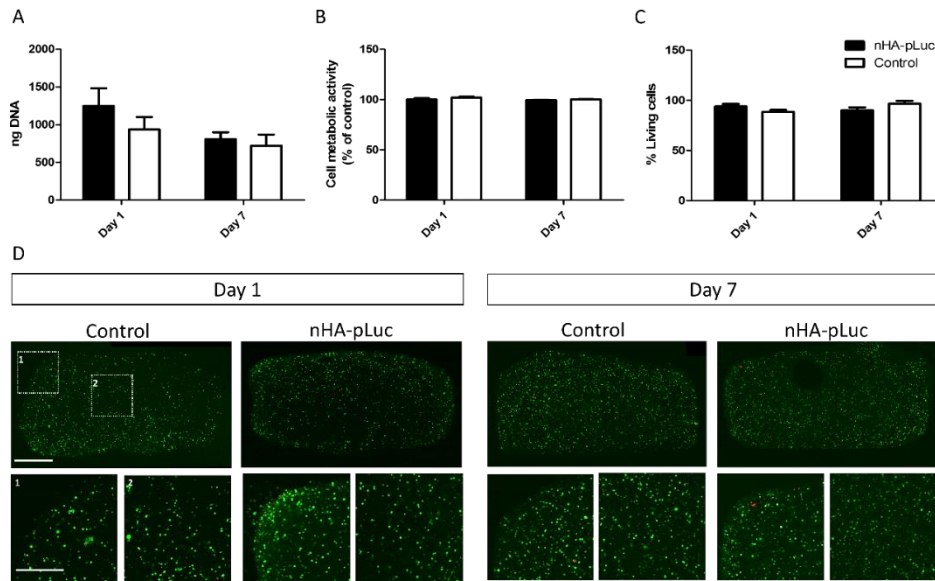 A
2000
1500
1000
500
0
ng DNA
Day 1
Day 7
B
150
100
50
0
Cell metabolic activity
(% of control)
Day 1
Day 7
C
150
100
50
0
% Living cells
Day 1
Day 7
nHA-pLuc
Control
D
Day 1
Day 7
Control
nHA-pLuc
Control
nHA-pLuc
1
2
1
2